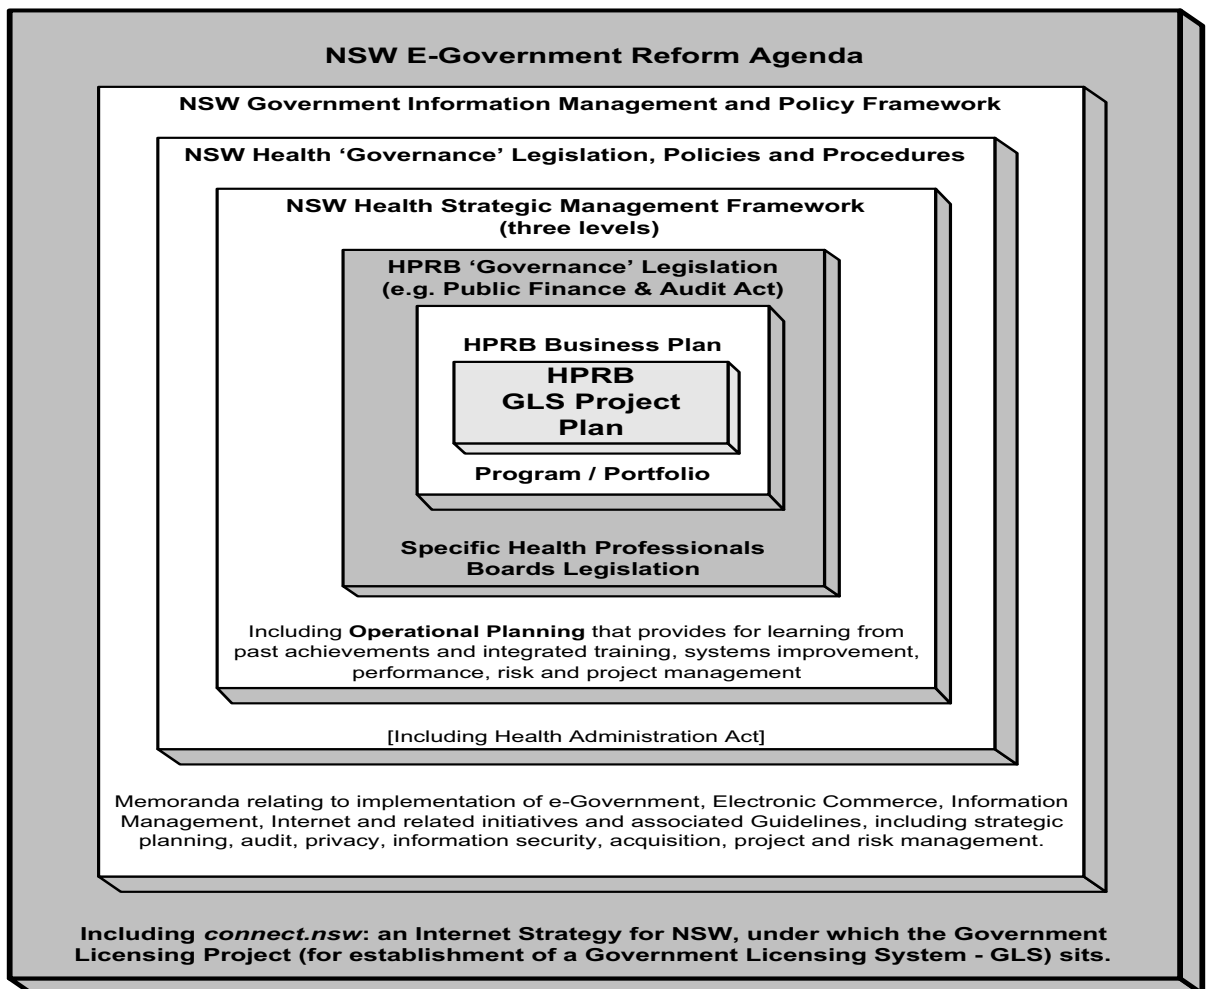 NSW E-Government Reform Agenda
NSW Government Information Management and Policy Framework
NSW Health ‘Governance’ Legislation, Policies and Procedures
NSW Health Strategic Management Framework
(three levels)
HPRB ‘Governance’ Legislation
(e.g. Public Finance & Audit Act)
HPRB Business Plan
HPRB
GLS Project
Plan
Program / Portfolio
Specific Health Professionals
Boards Legislation
Including Operational Planning that provides for learning from
past achievements and integrated training, systems improvement,
performance, risk and project management
[Including Health Administration Act]
Memoranda relating to implementation of e-Government, Electronic Commerce, Information
Management, Internet and related initiatives and associated Guidelines, including strategic
planning, audit, privacy, information security, acquisition, project and risk management.
Including connect.nsw: an Internet Strategy for NSW, under which the Government
Licensing Project (for establishment of a Government Licensing System - GLS) sits.